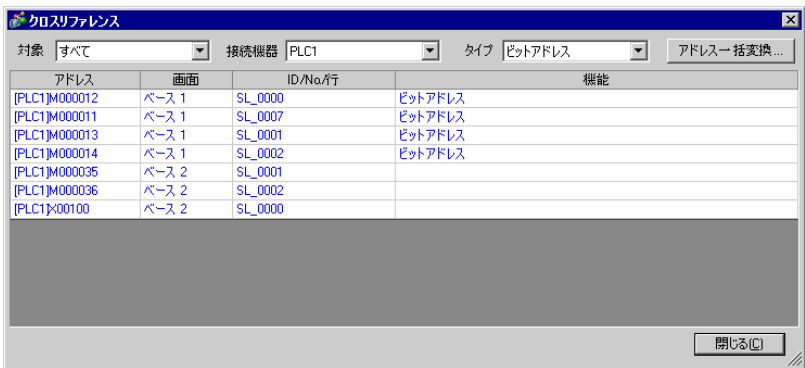 クロスリファレンス
対象 すべて 接続機器 PLC1 タイプ ビットアドレス アドレス一括変換...
アドレス 画面 ID/No./行 機能
[PLC1]M000012 ベース 1 SL_0000 ビットアドレス
[PLC1]M000011 ベース 1 SL_0007 ビットアドレス
[PLC1]M000013 ベース 1 SL_0001 ビットアドレス
[PLC1]M000014 ベース 1 SL_0002 ビットアドレス
[PLC1]M000035 ベース 2 SL_0001
[PLC1]M000036 ベース 2 SL_0002
[PLC1]X00100 ベース 2 SL_0000
閉じる(C)